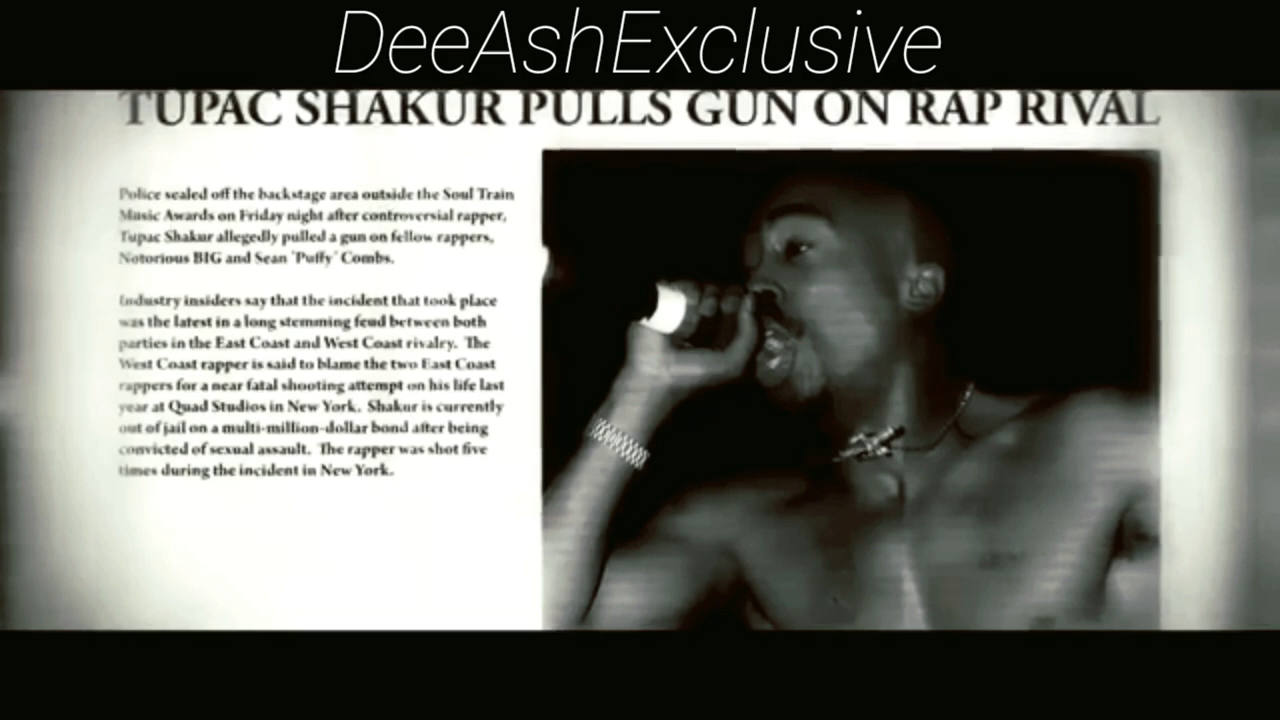 DeeAshExclusive
TUPAC SHAKUR PULLS GUN ON RAP RIVAL
Police sealed off the backstage area outside the Soul Train
Music Awards on Friday night after controversial rapper,
Tupac Shakur allegedly pulled a gun on fellow rappers,
Notorious BIG and Sean 'Puffy' Combs.
Industry insiders say that the incident that took place
was the latest in a long stemming feud between both
parties in the East Coast and West Coast rivalry. The
West Coast rapper is said to blame the two East Coast
rappers for a near fatal shooting attempt on his life last
year at Quad Studios in New York. Shakur is currently
out of jail on a multi-million-dollar bond after being
convicted of sexual assault. The rapper was shot five
times during the incident in New York.